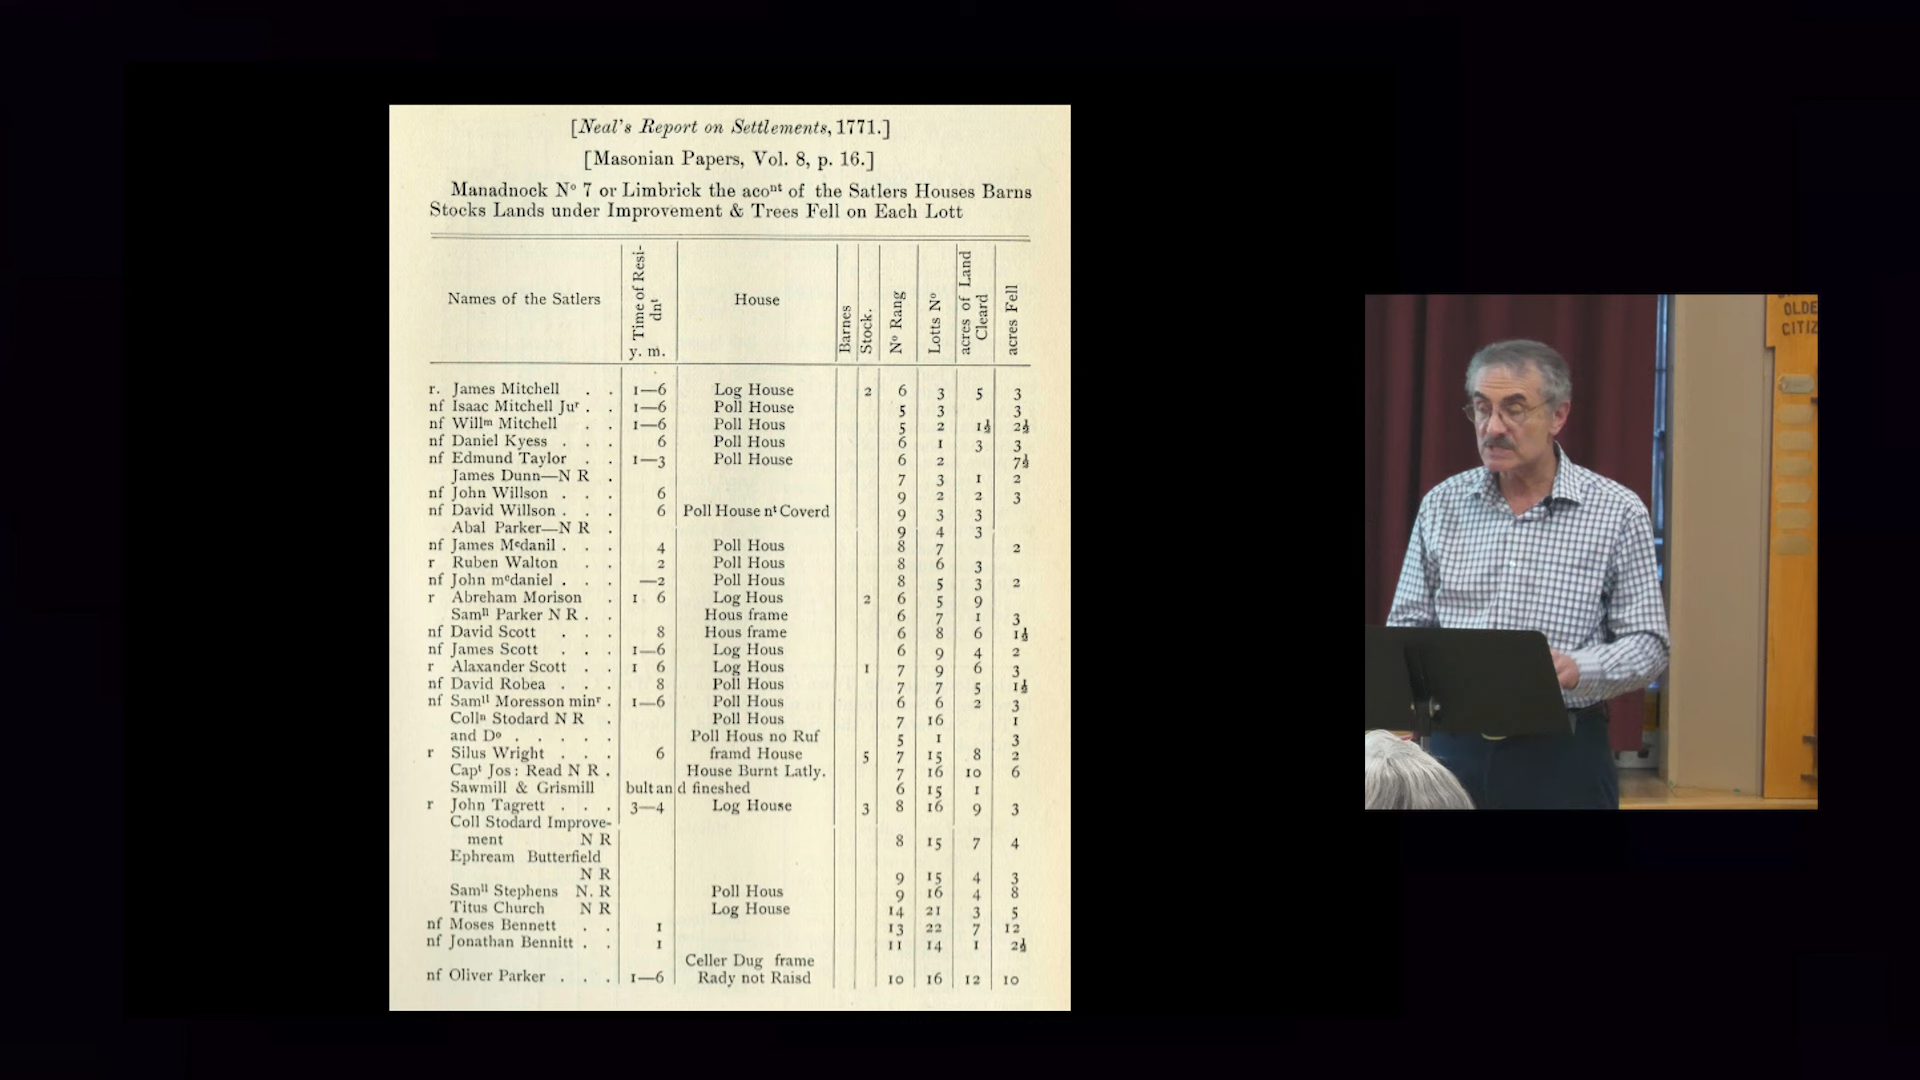 [Neal's Report on Settlements, 1771.]
[Masonian Papers, Vol. 8, p. 16.]
Manadnock Nº 7 or Limbrick the acoⁿᵗ of the Satlers Houses Barns
Stocks Lands under Improvement & Trees Fell on Each Lott
Names of the Satlers Time of Resi-dnᵗ y. m. House Barnes Stock. Nº Rang Lotts Nº acres of Land Cleard acres Fell
r. James Mitchell . . 1—6 Log House 2 6 3 5 3
nf Isaac Mitchell Juʳ . . 1—6 Poll House 5 3 3
nf Willᵐ Mitchell . . 1—6 Poll Hous 5 2 1½ 2½
nf Daniel Kyess . . . 6 Poll Hous 6 1 3 3
nf Edmund Taylor . . 1—3 Poll House 6 2 7½
James Dunn—N R . 7 3 1 2
nf John Willson . . . 6 9 2 2 3
nf David Willson . . . 6 Poll House nᵗ Coverd 9 3 3
Abal Parker—N R . 9 4 3
nf James Mᶜdanil . . . 4 Poll Hous 8 7 2
r Ruben Walton . . 2 Poll Hous 8 6 3
nf John mᶜdaniel . . . —2 Poll Hous 8 5 3 2
r Abreham Morison . 1 6 Log Hous 2 6 5 9
Samˡˡ Parker N R . . Hous frame 6 7 1 3
nf David Scott . . . 8 Hous frame 6 8 6 1½
nf James Scott . . . 1—6 Log Hous 6 9 4 2
r Alaxander Scott . . 1 6 Log Hous 1 7 9 6 3
nf David Robea . . . 8 Poll Hous 7 7 5 1½
nf Samˡˡ Moresson minʳ . 1—6 Poll Hous 6 6 2 3
Collⁿ Stodard N R . Poll Hous 7 16 1
and Dº . . . . . Poll Hous no Ruf 5 1 3
r Silus Wright . . . 6 framd House 5 7 15 8 2
Capᵗ Jos: Read N R . House Burnt Latly. 7 16 10 6
Sawmill & Grismill bult an d fineshed 6 15 1
r John Tagrett . . . 3—4 Log House 3 8 16 9 3
Coll Stodard Improve-
ment N R 8 15 7 4
Ephream Butterfield
N R 9 15 4 3
Samˡˡ Stephens N. R Poll Hous 9 16 4 8
Titus Church N R Log House 14 21 3 5
nf Moses Bennett . . 1 13 22 7 12
nf Jonathan Bennitt . . 1 11 14 1 2½
Celler Dug frame
nf Oliver Parker . . . 1—6 Rady not Raisd 10 16 12 10
OLDE
CITIZ